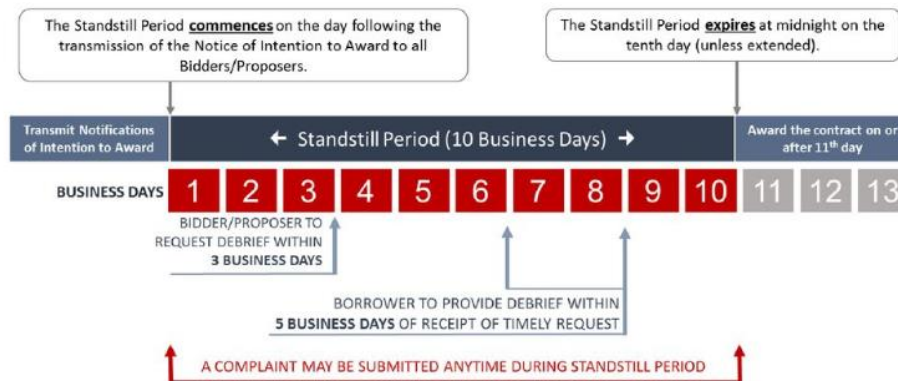 The Standstill Period commences on the day following the
transmission of the Notice of Intention to Award to all
Bidders/Proposers.
The Standstill Period expires at midnight on the
tenth day (unless extended).
Transmit Notifications
of Intention to Award
← Standstill Period (10 Business Days) →
Award the contract on or
after 11th day
BUSINESS DAYS 1 2 3 4 5 6 7 8 9 10 11 12 13
BIDDER/PROPOSER TO
REQUEST DEBRIEF WITHIN
3 BUSINESS DAYS
BORROWER TO PROVIDE DEBRIEF WITHIN
5 BUSINESS DAYS OF RECEIPT OF TIMELY REQUEST
A COMPLAINT MAY BE SUBMITTED ANYTIME DURING STANDSTILL PERIOD